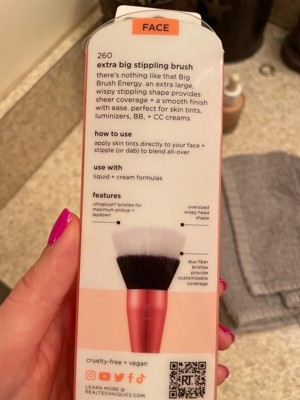 FACE
260
extra big stippling brush
there's nothing like that Big
Brush Energy. an extra large,
wispy stippling shape provides
sheer coverage + a smooth finish
with ease. perfect for skin tints,
luminizers, BB, + CC creams
how to use
apply skin tints directly to your face +
stipple (or dab) to blend all-over
use with
liquid + cream formulas
features
ultraplush® bristles for
maximum pickup +
laydown
oversized
wispy head
shape
duo fiber
bristles
provide
customizable
coverage
cruelty-free + vegan
LEARN MORE @
REALTECHNIQUES.COM
RT